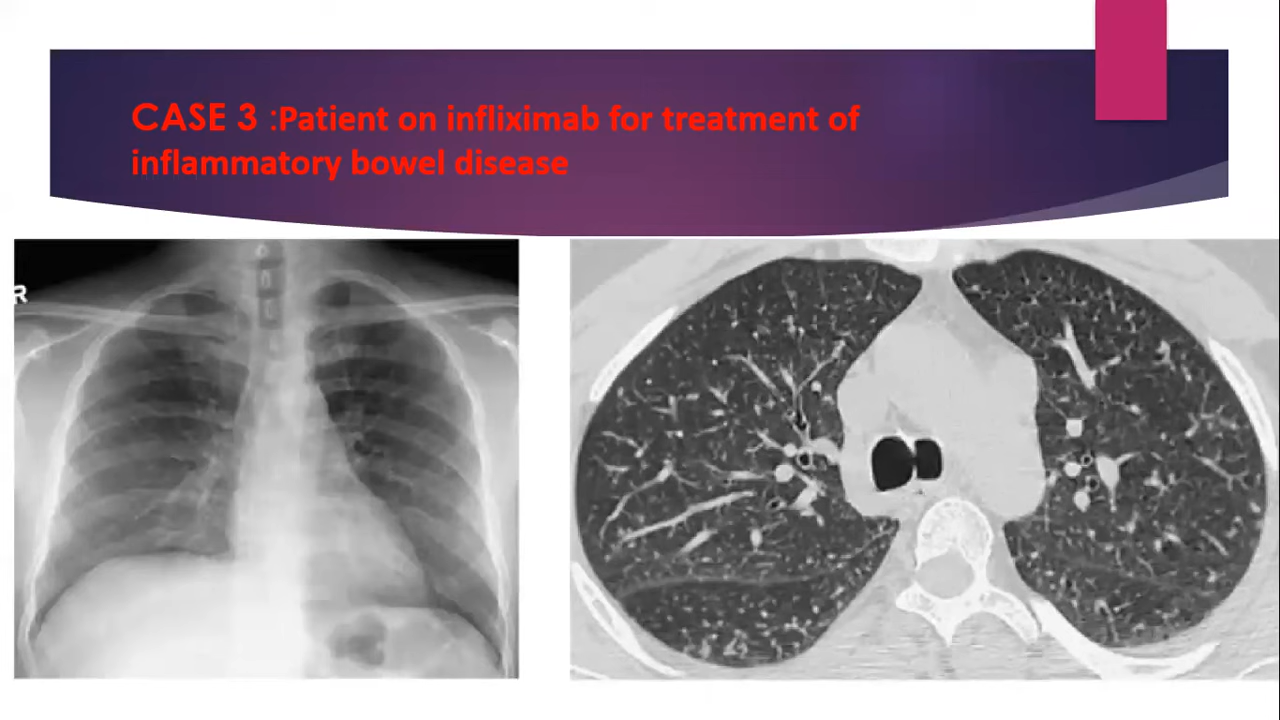 CASE 3 :Patient on infliximab for treatment of
inflammatory bowel disease
R